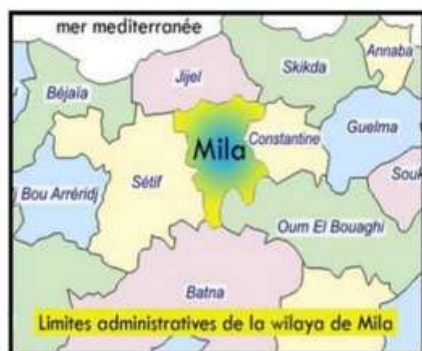 mer mediterranée
Annaba
Skikda
Jijel
Béjaïa
Guelma
Constantine
Mila
Sétif
j Bou Arréridj
Souk
Oum El Bouaghi
Batna
Limites administratives de la wilaya de Mila